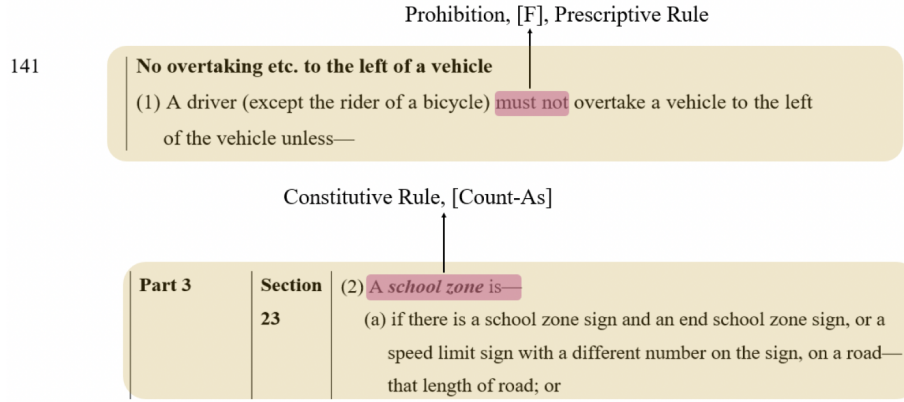 Prohibition, [F], Prescriptive Rule
141
No overtaking etc. to the left of a vehicle
(1) A driver (except the rider of a bicycle) must not overtake a vehicle to the left
of the vehicle unless—
Constitutive Rule, [Count-As]
Part 3 Section (2) A school zone is—
23 (a) if there is a school zone sign and an end school zone sign, or a
speed limit sign with a different number on the sign, on a road—
that length of road; or